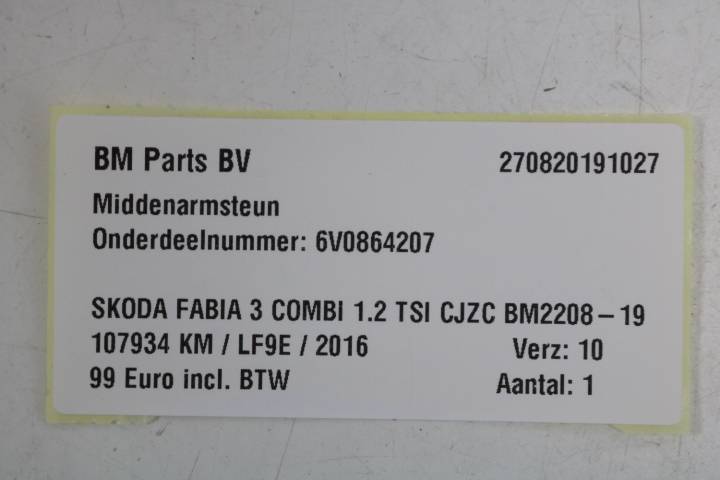 BM Parts BV 270820191027
Middenarmsteun
Onderdeelnummer: 6V0864207
SKODA FABIA 3 COMBI 1.2 TSI CJZC BM2208-19
107934 KM / LF9E / 2016 Verz: 10
99 Euro incl. BTW Aantal: 1